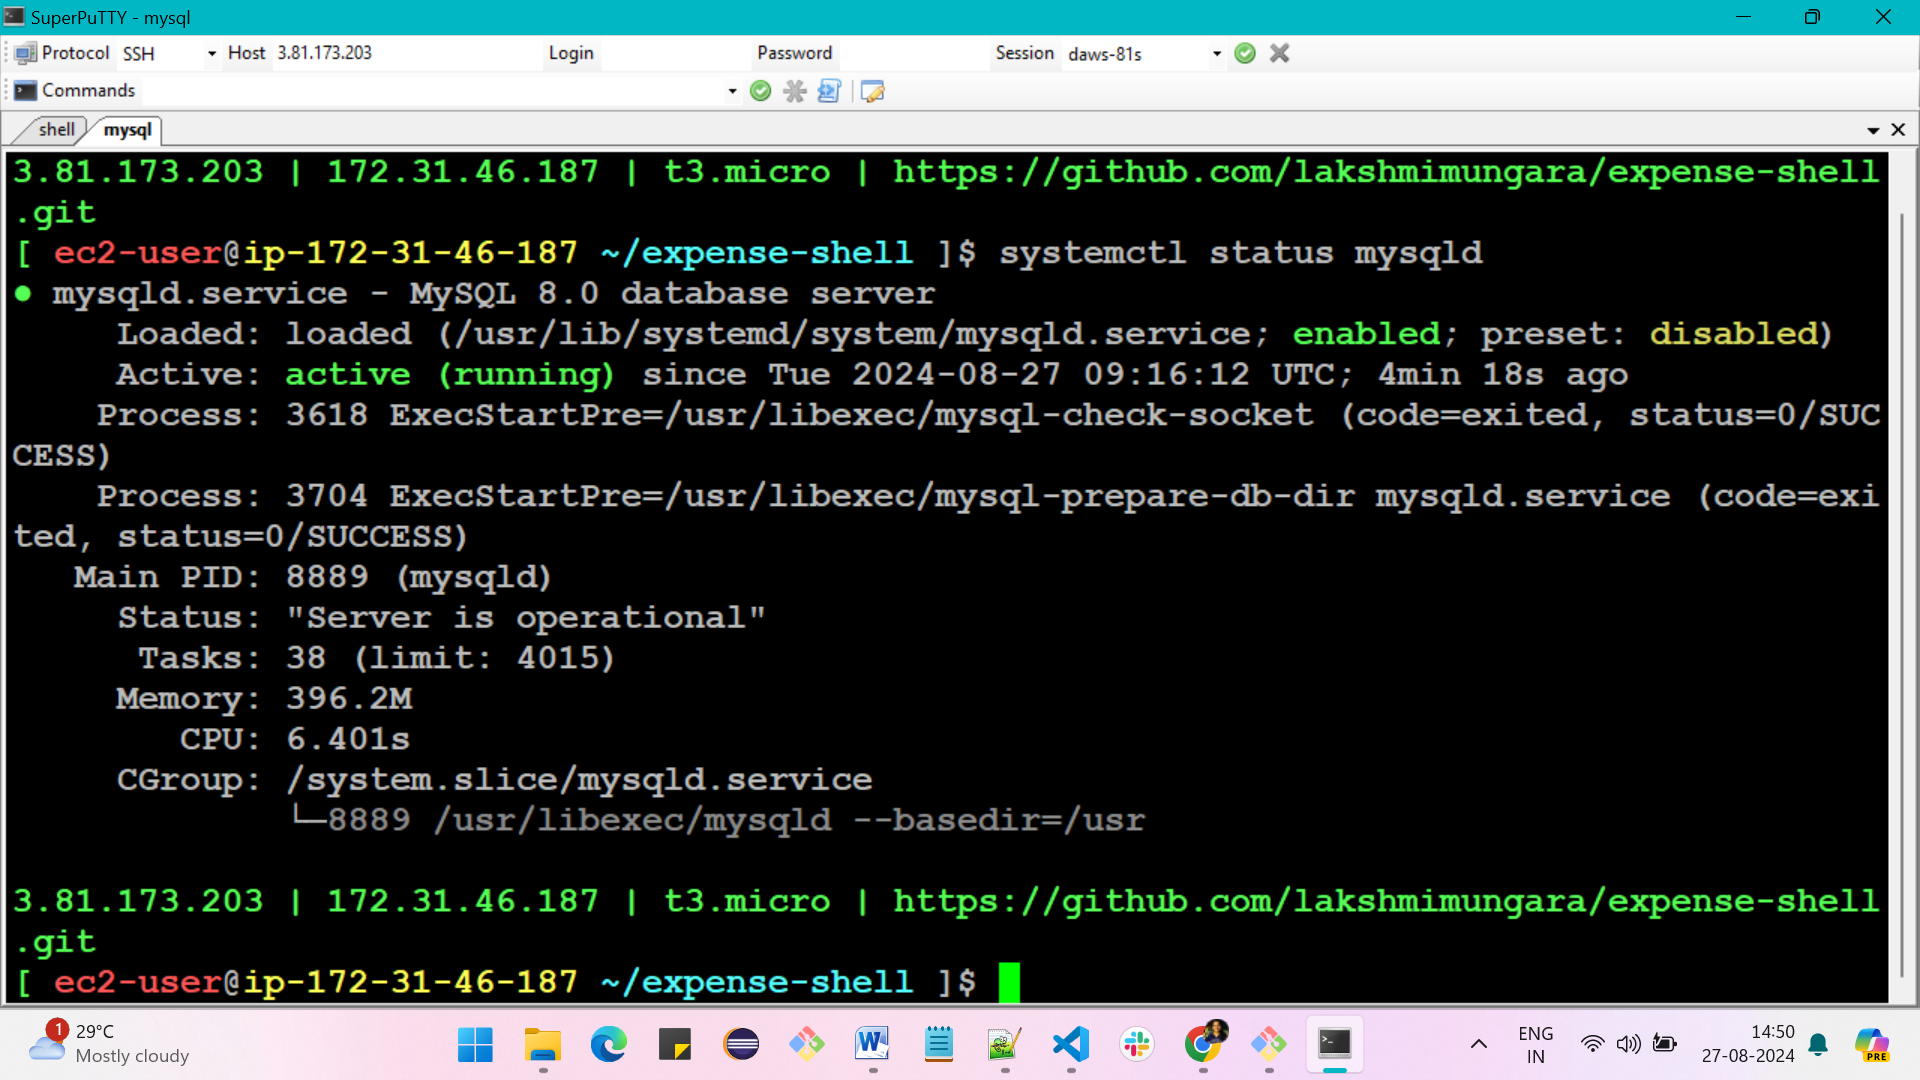 SuperPuTTY - mysql
Protocol SSH Host 3.81.173.203 Login Password Session daws-81s
Commands
shell mysql
3.81.173.203 | 172.31.46.187 | t3.micro | https://github.com/lakshmimungara/expense-shell
.git
[ ec2-user@ip-172-31-46-187 ~/expense-shell ]$ systemctl status mysqld
● mysqld.service - MySQL 8.0 database server
Loaded: loaded (/usr/lib/systemd/system/mysqld.service; enabled; preset: disabled)
Active: active (running) since Tue 2024-08-27 09:16:12 UTC; 4min 18s ago
Process: 3618 ExecStartPre=/usr/libexec/mysql-check-socket (code=exited, status=0/SUC
CESS)
Process: 3704 ExecStartPre=/usr/libexec/mysql-prepare-db-dir mysqld.service (code=exi
ted, status=0/SUCCESS)
Main PID: 8889 (mysqld)
Status: "Server is operational"
Tasks: 38 (limit: 4015)
Memory: 396.2M
CPU: 6.401s
CGroup: /system.slice/mysqld.service
└─8889 /usr/libexec/mysqld --basedir=/usr
3.81.173.203 | 172.31.46.187 | t3.micro | https://github.com/lakshmimungara/expense-shell
.git
[ ec2-user@ip-172-31-46-187 ~/expense-shell ]$
1 29°C
Mostly cloudy
ENG
IN
14:50
27-08-2024
PRE